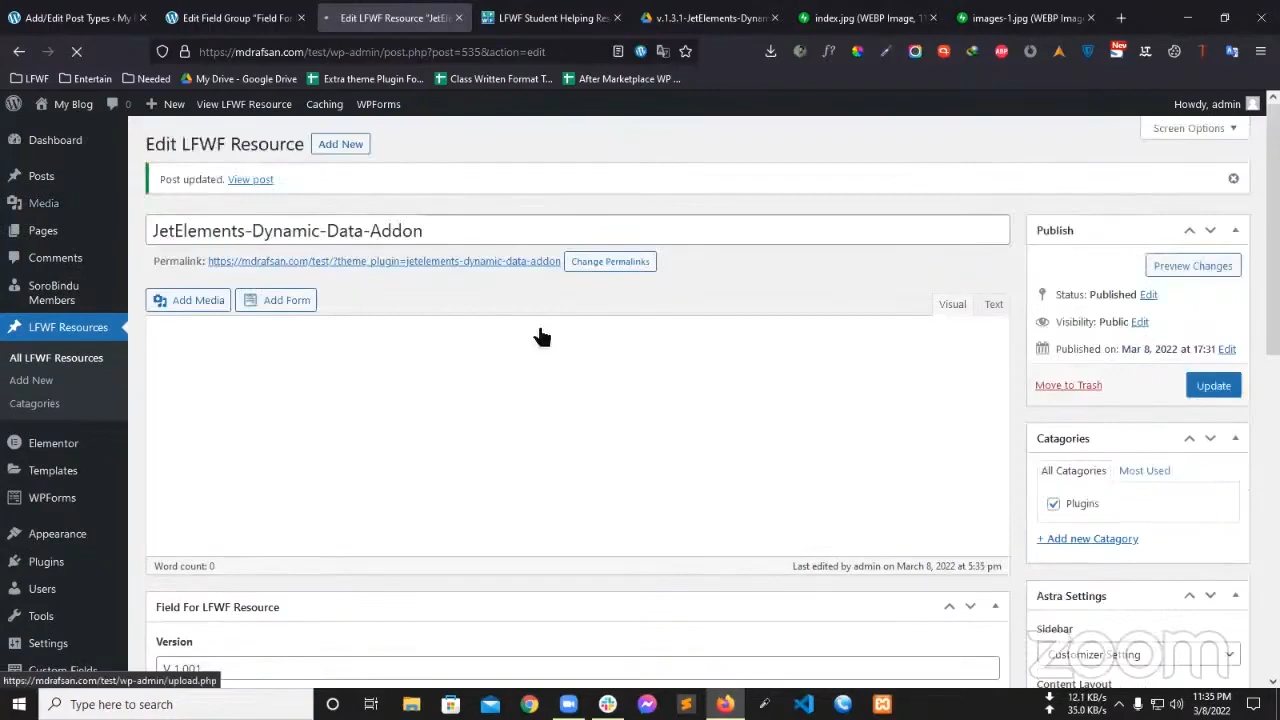 Add/Edit Post Types ‹ My
Edit Field Group "Field For
Edit LFWF Resource "JetEle
LFWF Student Helping Res
v.1.3.1-JetElements-Dynam
index.jpg (WEBP Image, 1
images-1.jpg (WEBP Image
https://mdrafsan.com/test/wp-admin/post.php?post=535&action=edit
New
LFWF
Entertain
Needed
My Drive - Google Drive
Extra theme Plugin Fo...
Class Written Format T...
After Marketplace WP ...
My Blog
0
New
View LFWF Resource
Caching
WPForms
Howdy, admin
Dashboard
Posts
Media
Pages
Comments
SoroBindu
Members
LFWF Resources
All LFWF Resources
Add New
Catagories
Elementor
Templates
WPForms
Appearance
Plugins
Users
Tools
Settings
Custom Fields
Screen Options
Edit LFWF Resource
Add New
Post updated. View post
JetElements-Dynamic-Data-Addon
Permalink: https://mdrafsan.com/test/?theme_plugin=jetelements-dynamic-data-addon
Change Permalinks
Add Media
Add Form
Visual
Text
Word count: 0
Last edited by admin on March 8, 2022 at 5:35 pm
Field For LFWF Resource
Version
V 1.001
Publish
Preview Changes
Status: Published Edit
Visibility: Public Edit
Published on: Mar 8, 2022 at 17:31 Edit
Move to Trash
Update
Catagories
All Catagories
Most Used
Plugins
+ Add new Catagory
Astra Settings
Sidebar
Customizer Setting
Content Layout
zoom
https://mdrafsan.com/test/wp-admin/upload.php
Type here to search
12.1 KB/s
35.0 KB/s
11:35 PM
3/8/2022